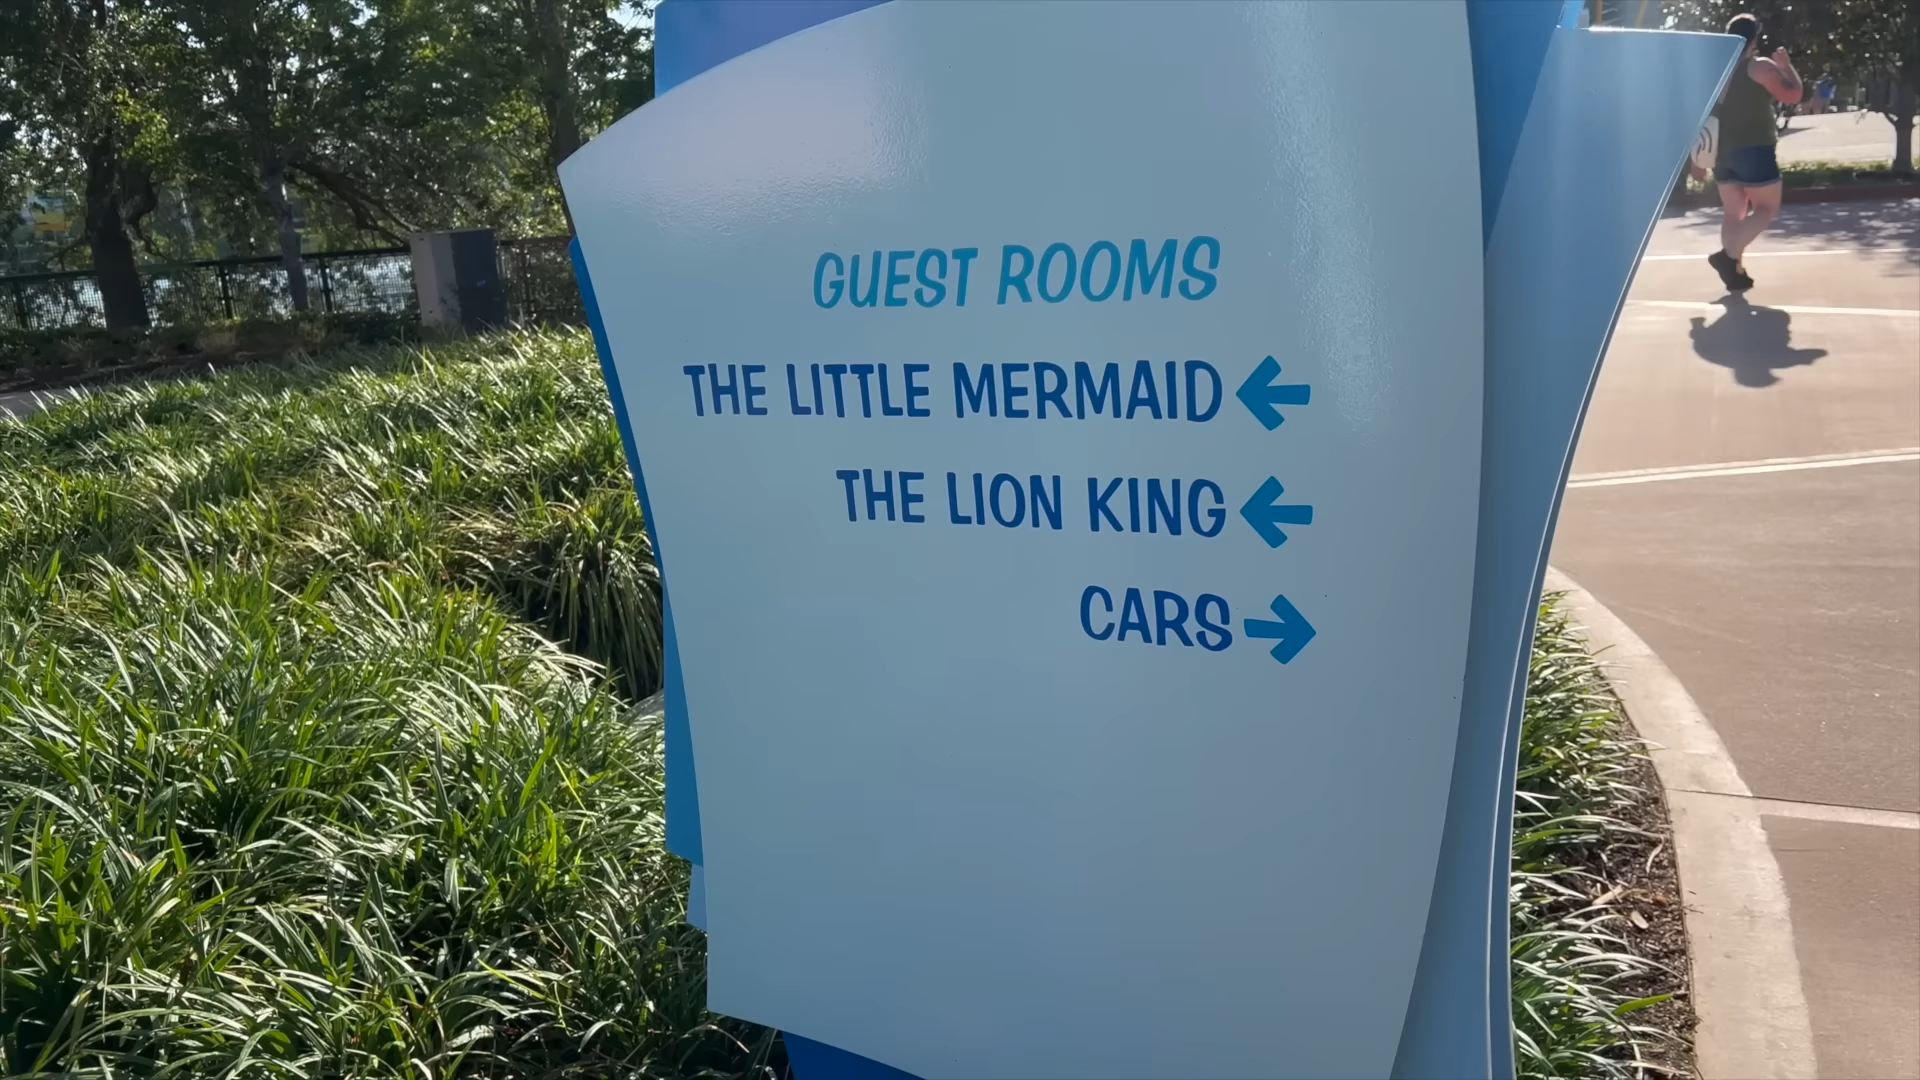 GUEST ROOMS
THE LITTLE MERMAID ←
THE LION KING ←
CARS →